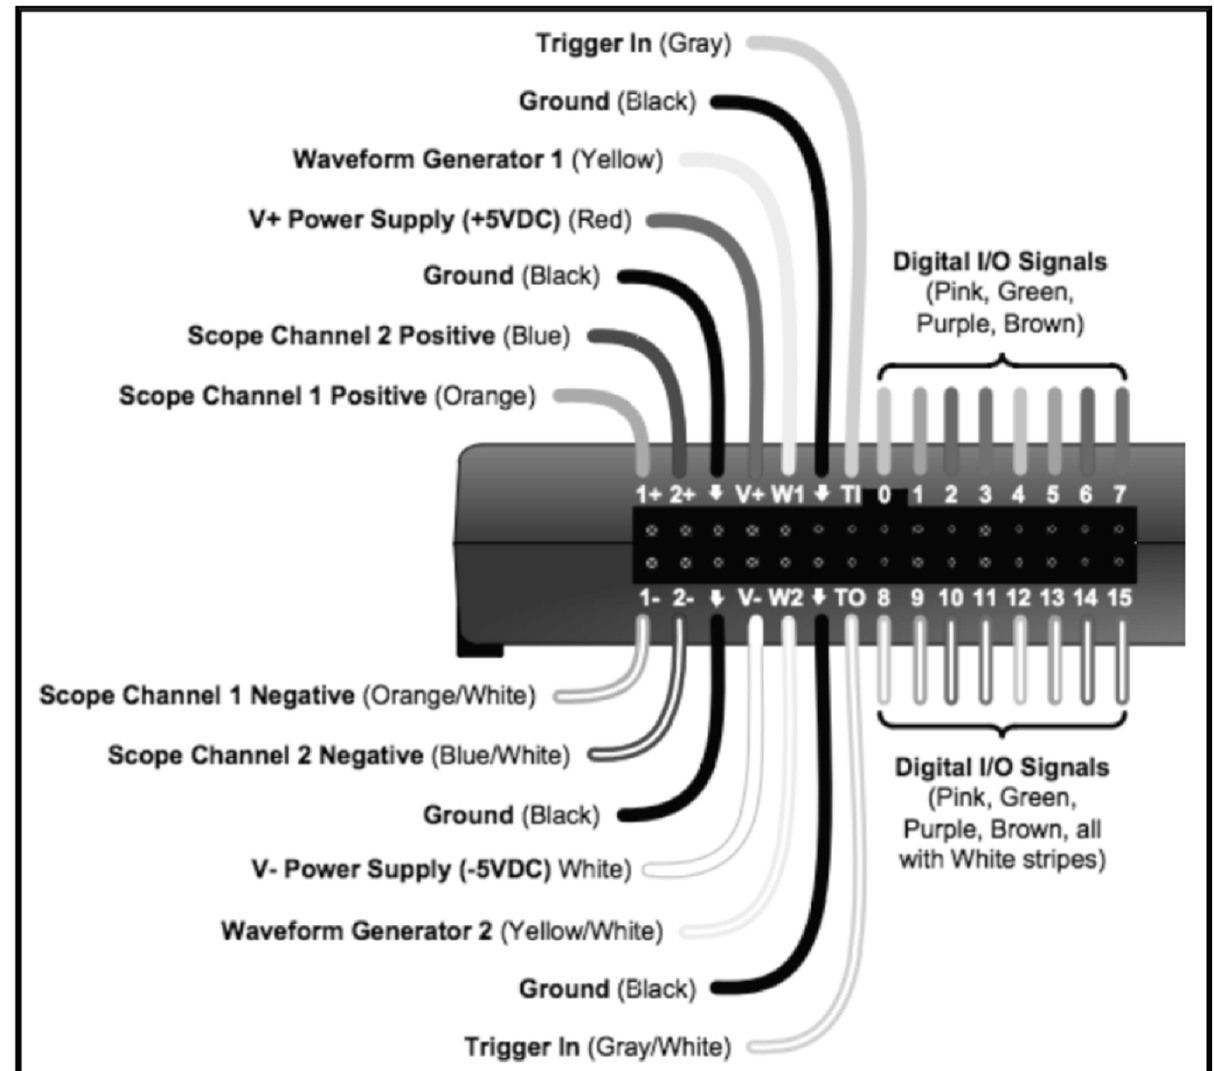 Trigger In (Gray)
Ground (Black)
Waveform Generator 1 (Yellow)
V+ Power Supply (+5VDC) (Red)
Ground (Black)
Scope Channel 2 Positive (Blue)
Scope Channel 1 Positive (Orange)
Digital I/O Signals
(Pink, Green,
Purple, Brown)
1+ 2+ V+ W1 TI 0 1 2 3 4 5 6 7
1- 2- V- W2 TO 8 9 10 11 12 13 14 15
Scope Channel 1 Negative (Orange/White)
Scope Channel 2 Negative (Blue/White)
Ground (Black)
V- Power Supply (-5VDC) White)
Waveform Generator 2 (Yellow/White)
Ground (Black)
Trigger In (Gray/White)
Digital I/O Signals
(Pink, Green,
Purple, Brown, all
with White stripes)